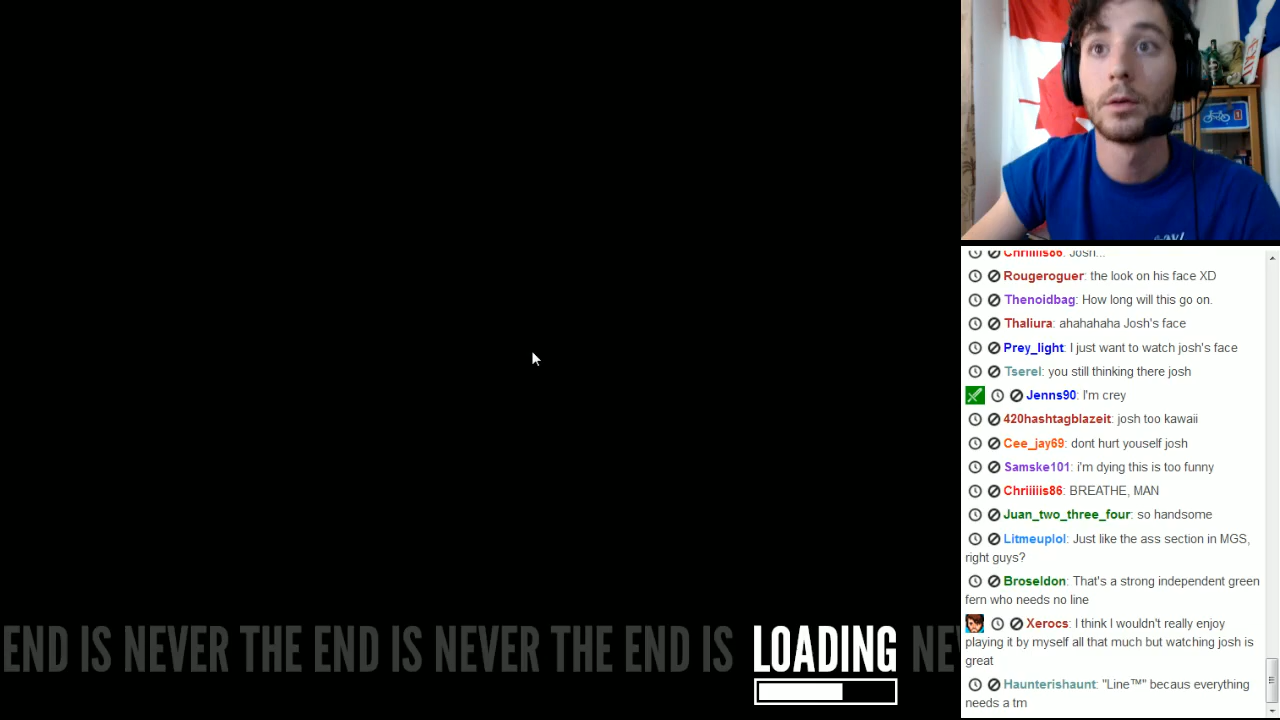 END IS NEVER THE END IS NEVER THE END IS LOADING NEV
Chriiiiis86: Josh...
Rougeroguer: the look on his face XD
Thenoidbag: How long will this go on.
Thaliura: ahahahaha Josh's face
Prey_light: I just want to watch josh's face
Tserel: you still thinking there josh
Jenns90: I'm crey
420hashtagblazeit: josh too kawaii
Cee_jay69: dont hurt youself josh
Samske101: i'm dying this is too funny
Chriiiiis86: BREATHE, MAN
Juan_two_three_four: so handsome
Litmeuplol: Just like the ass section in MGS,
right guys?
Broseldon: That's a strong independent green
fern who needs no line
Xerocs: I think I wouldn't really enjoy
playing it by myself all that much but watching josh is
great
Haunterishaunt: "Line™" becaus everything
needs a tm